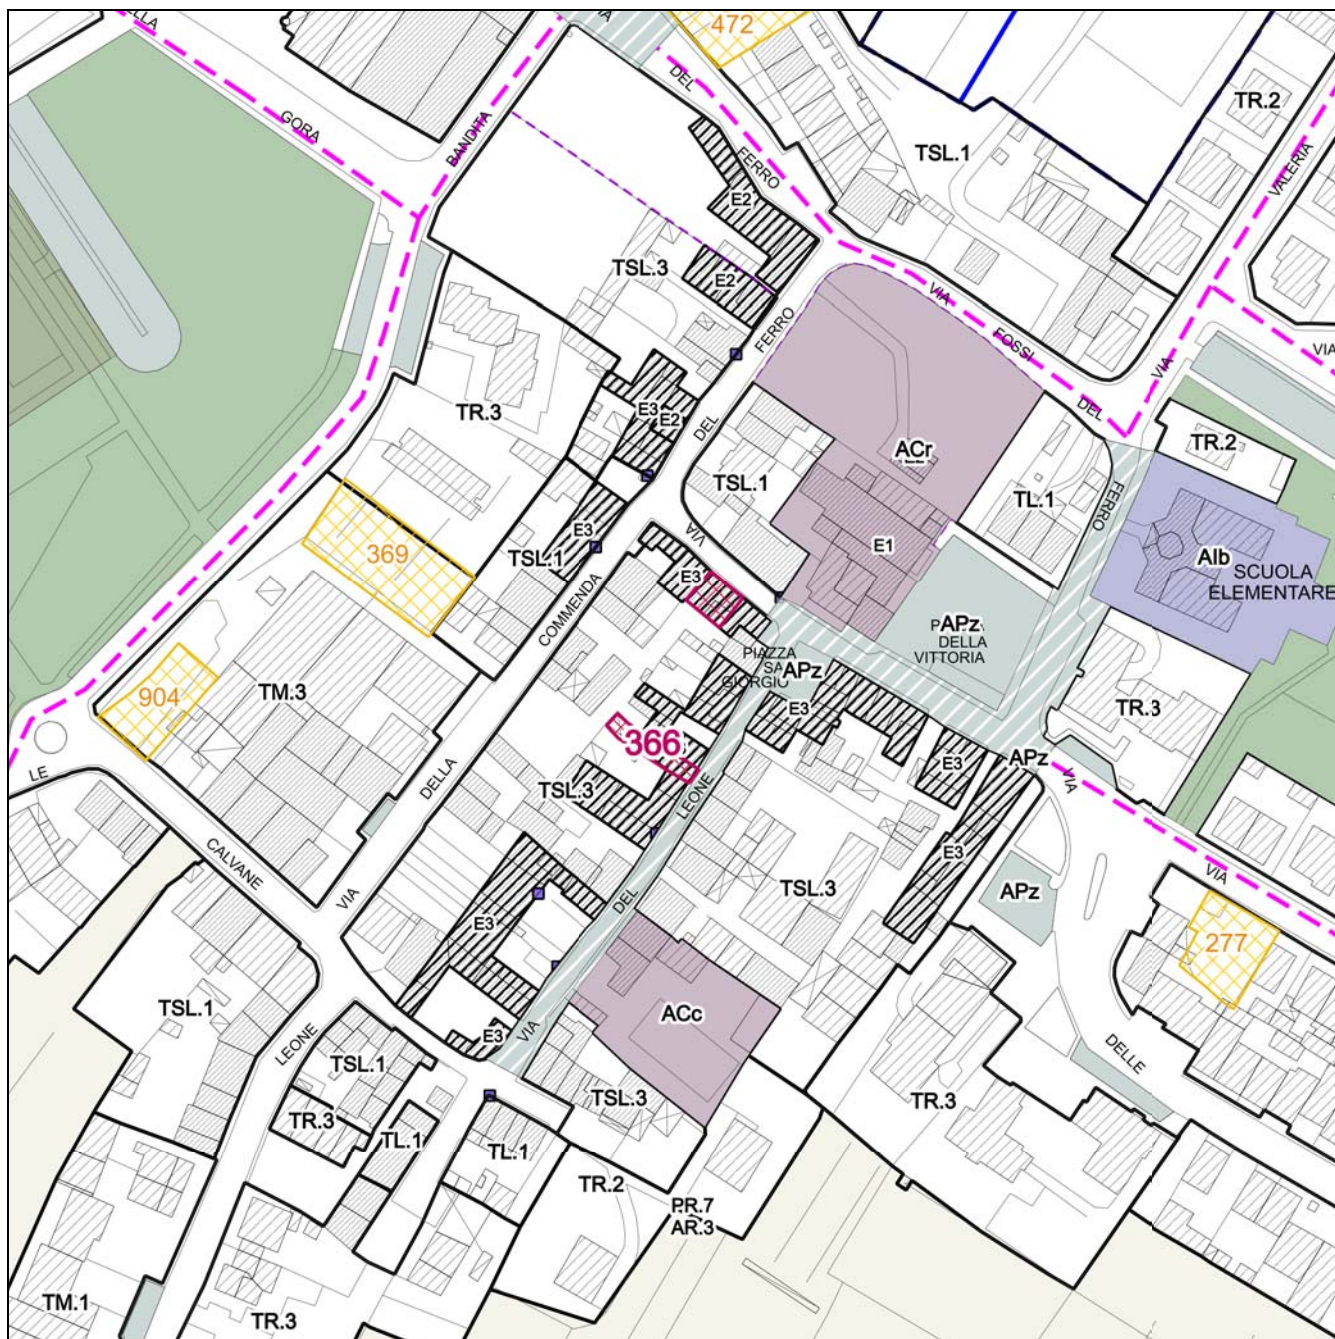 472
DEL
TR.2
GORA
BANDITA
TSL.1
FERRO
VALERIA
E2
TSL.3
E2
VIA
FERRO
FOSSI
VIA
VIA
TR.3
E3
E2
DEL
DEL
ACr
TR.2
TSL.1
TL.1
FERRO
369
TSL.1
E3
VIA
E1
AIb
SCUOLA
ELEMENTARE
E3
COMMENDA
APz
DELLA
VITTORIA
PIAZZA
GIORGIO
APz
904
TM.3
E3
TR.3
366
APz
E3
VIA
LE
DELLA
TSL.3
LEONE
CALVANE
E3
TSL.3
VIA
APz
VIA
DEL
E3
277
TSL.1
ACc
LEONE
E3
VIA
DELLE
TSL.1
TSL.3
TR.3
TR.3
TL.1
TL.1
TR.2
P.R.7
AR.3
TM.1
TR.3